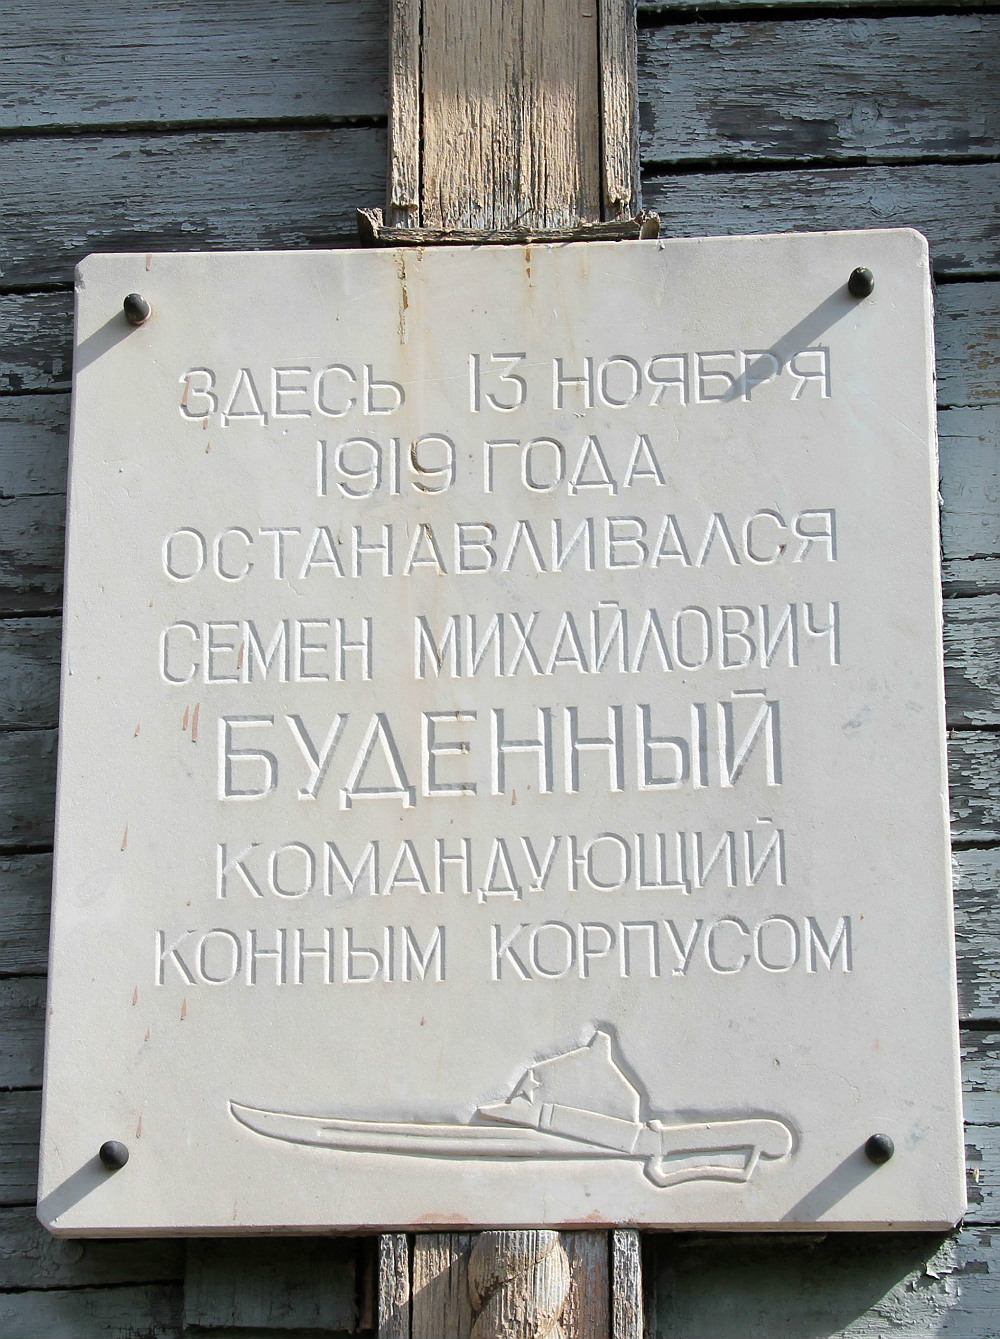 ЗДЕСЬ 13 НОЯБРЯ
1919 ГОДА
ОСТАНАВЛИВАЛСЯ
СЕМЕН МИХАЙЛОВИЧ
БУДЕННЫЙ
КОМАНДУЮЩИЙ
КОННЫМ КОРПУСОМ